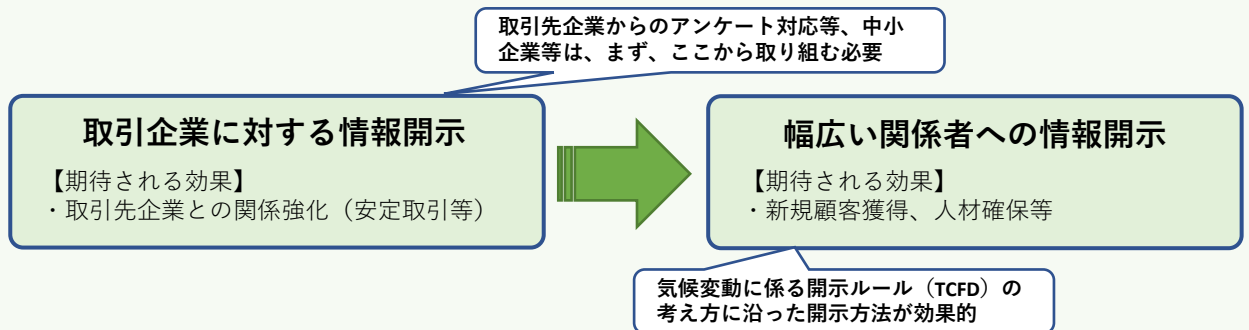 取引先企業からのアンケート対応等、中小
企業等は、まず、ここから取り組む必要
取引企業に対する情報開示
【期待される効果】
・取引先企業との関係強化（安定取引等）
幅広い関係者への情報開示
【期待される効果】
・新規顧客獲得、人材確保等
気候変動に係る開示ルール（TCFD）の
考え方に沿った開示方法が効果的